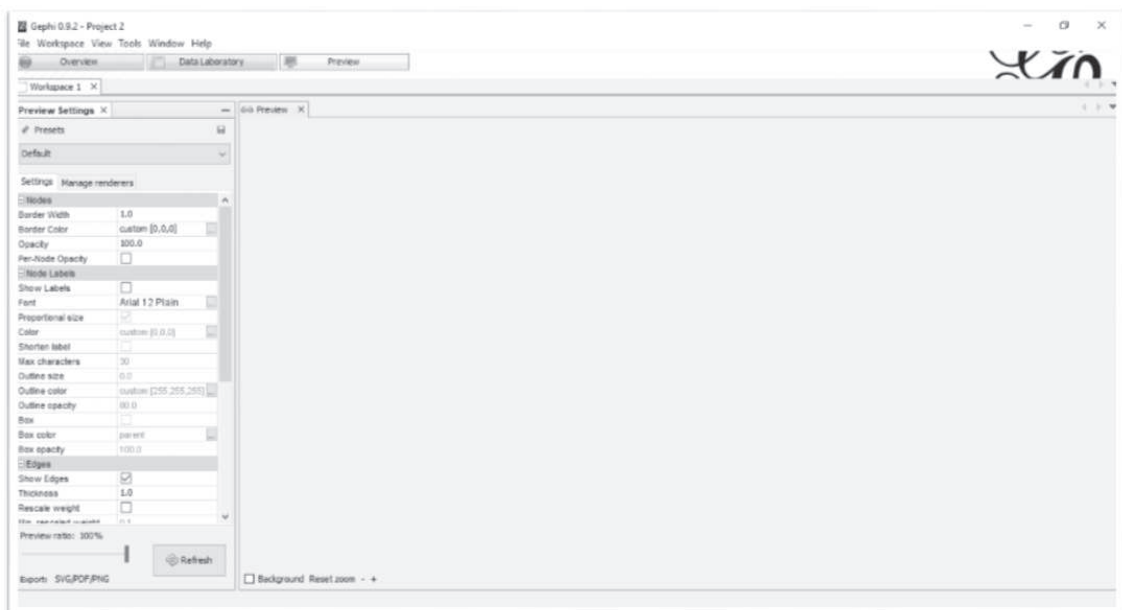 Gephi 0.9.2 - Project 2
File Workspace View Tools Window Help
Overview Data Laboratory Preview
Workspace 1 X
Preview Settings X
Preview X
Presets
Default
Settings Manage renderers
Nodes
Border Width 1.0
Border Color custom [0,0,0] ...
Opacity 100.0
Per-Node Opacity
Node Labels
Show Labels
Font Arial 12 Plain ...
Proportional size
Color custom [0,0,0] ...
Shorten label
Max characters 30
Outline size 0.0
Outline color custom [255,255,255] ...
Outline opacity 80.0
Box
Box color parent ...
Box opacity 100.0
Edges
Show Edges
Thickness 1.0
Rescale weight
Min. rescaled weight 0.1
Preview ratio: 100%
Refresh
Export: SVG/PDF/PNG
Background Reset zoom - +